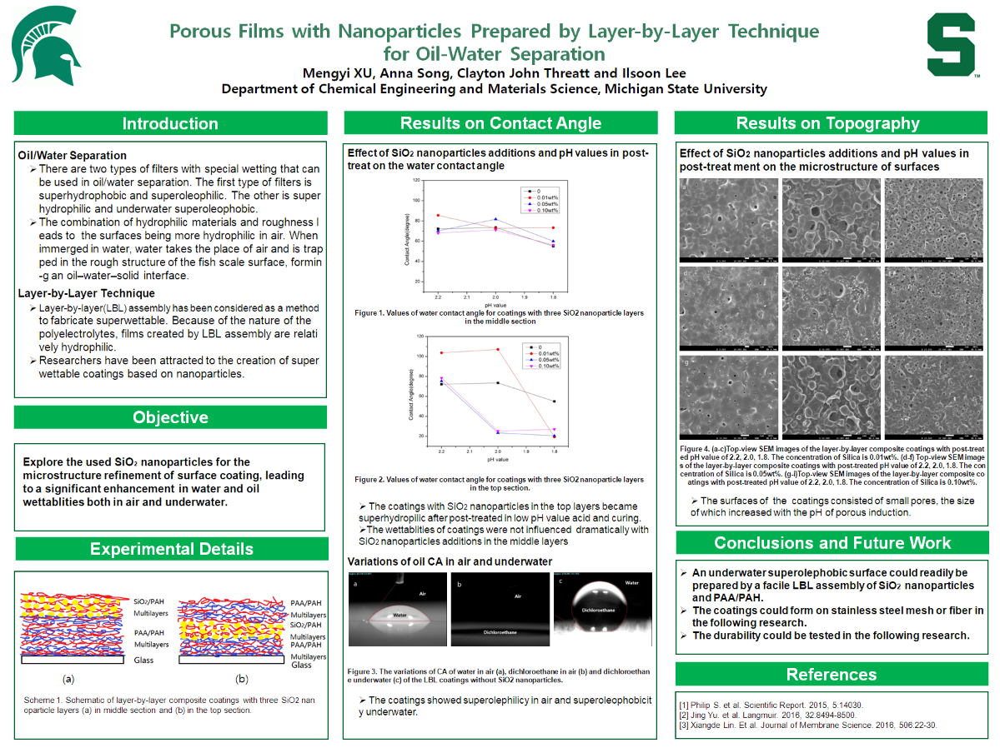 Porous Films with Nanoparticles Prepared by Layer-by-Layer Technique
for Oil-Water Separation
Mengyi XU, Anna Song, Clayton John Threatt and Ilsoon Lee
Department of Chemical Engineering and Materials Science, Michigan State University
S
TM
Introduction
Oil/Water Separation
➢ There are two types of filters with special wetting that can
be used in oil/water separation. The first type of filters is
superhydrophobic and superoleophilic. The other is super
hydrophilic and underwater superoleophobic.
➢ The combination of hydrophilic materials and roughness l
eads to the surfaces being more hydrophilic in air. When
immerged in water, water takes the place of air and is trap
ped in the rough structure of the fish scale surface, formin
-g an oil–water–solid interface.
Layer-by-Layer Technique
➢ Layer-by-layer(LBL) assembly has been considered as a method
to fabricate superwettable. Because of the nature of the
polyelectrolytes, films created by LBL assembly are relati
vely hydrophilic.
➢ Researchers have been attracted to the creation of super
wettable coatings based on nanoparticles.
Objective
Explore the used SiO₂ nanoparticles for the
microstructure refinement of surface coating, leading
to a significant enhancement in water and oil
wettablities both in air and underwater.
Experimental Details
SiO₂/PAH
Multilayers
PAA/PAH
Multilayers
Glass
(a)
PAA/PAH
Multilayers
SiO₂/PAH
Multilayers
PAA/PAH
Multilayers
Glass
(b)
Scheme 1. Schematic of layer-by-layer composite coatings with three SiO2 nan
oparticle layers (a) in middle section and (b) in the top section.
Results on Contact Angle
Effect of SiO₂ nanoparticles additions and pH values in post-
treat on the water contact angle
120
100
80
60
40
20
Contact Angle(degree)
0
0.01wt%
0.05wt%
0.10wt%
2.2 2.1 2.0 1.9 1.8
pH value
Figure 1. Values of water contact angle for coatings with three SiO2 nanoparticle layers
in the middle section
120
100
80
60
40
20
Contact Angle(degree)
0
0.01wt%
0.05wt%
0.10wt%
2.2 2.1 2.0 1.9 1.8
pH value
Figure 2. Values of water contact angle for coatings with three SiO2 nanoparticle layers
in the top section.
➢ The coatings with SiO₂ nanoparticles in the top layers became
superhydropilic after post-treated in low pH value acid and curing.
➢The wettablities of coatings were not influenced dramatically with
SiO₂ nanoparticles additions in the middle layers
Variations of oil CA in air and underwater
a
Air
Water
b
Air
Dichloroethane
c
Water
Dichloroethane
Figure 3. The variations of CA of water in air (a), dichloroethane in air (b) and dichloroethan
e underwater (c) of the LBL coatings without SiO2 nanoparticles.
➢ The coatings showed superolephilicy in air and superoleophobicit
y underwater.
Results on Topography
Effect of SiO₂ nanoparticles additions and pH values in
post-treat ment on the microstructure of surfaces
a
b
d
g
Figure 4. (a-c)Top-view SEM images of the layer-by-layer composite coatings with post-treat
ed pH value of 2.2, 2.0, 1.8. The concentration of Silica is 0.01wt%. (d-f) Top-view SEM image
s of the layer-by-layer composite coatings with post-treated pH value of 2.2, 2.0, 1.8. The con
centration of Silica is 0.05wt%. (g-i)Top-view SEM images of the layer-by-layer composite co
atings with post-treated pH value of 2.2, 2.0, 1.8. The concentration of Silica is 0.10wt%.
➢ The surfaces of the coatings consisted of small pores, the size
of which increased with the pH of porous induction.
Conclusions and Future Work
➢ An underwater superolephobic surface could readily be
prepared by a facile LBL assembly of SiO₂ nanoparticles
and PAA/PAH.
➢ The coatings could form on stainless steel mesh or fiber in
the following research.
➢ The durability could be tested in the following research.
References
[1] Philip S. et al. Scientific Report. 2015, 5:14030.
[2] Jing Yu. et al. Langmuir. 2016, 32:8494-8500.
[3] Xiangde Lin. Et al. Journal of Membrane Science. 2016, 506:22-30.